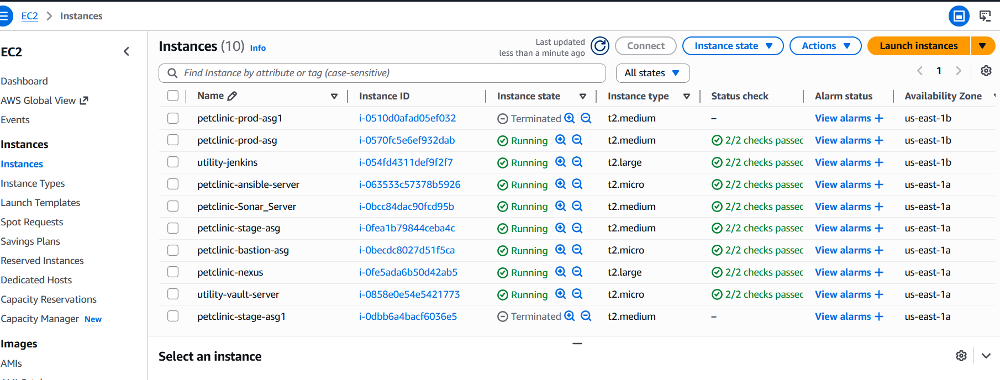 EC2 > Instances
EC2
Dashboard
AWS Global View
Events
Instances
Instances
Instance Types
Launch Templates
Spot Requests
Savings Plans
Reserved Instances
Dedicated Hosts
Capacity Reservations
Capacity Manager New
Images
AMIs
Instances (10) Info
Last updated
less than a minute ago
Connect
Instance state
Actions
Launch instances
Find Instance by attribute or tag (case-sensitive)
All states
1
Name Instance ID Instance state Instance type Status check Alarm status Availability Zone
petclinic-prod-asg1 i-0510d0afad05ef032 Terminated t2.medium – View alarms + us-east-1b
petclinic-prod-asg i-0570fc5e6ef932dab Running t2.medium 2/2 checks passed View alarms + us-east-1b
utility-jenkins i-054fd4311def9f2f7 Running t2.large 2/2 checks passed View alarms + us-east-1b
petclinic-ansible-server i-063533c57378b5926 Running t2.micro 2/2 checks passed View alarms + us-east-1a
petclinic-Sonar_Server i-0bcc84dac90fcd95b Running t2.medium 2/2 checks passed View alarms + us-east-1a
petclinic-stage-asg i-0fea1b79844ceba4c Running t2.medium 2/2 checks passed View alarms + us-east-1a
petclinic-bastion-asg i-0becdc8027d51f5ca Running t2.micro 2/2 checks passed View alarms + us-east-1a
petclinic-nexus i-0fe5ada6b50d42ab5 Running t2.large 2/2 checks passed View alarms + us-east-1a
utility-vault-server i-0858e0e54e5421773 Running t2.micro 2/2 checks passed View alarms + us-east-1a
petclinic-stage-asg1 i-0dbb6a4bacf6036e5 Terminated t2.medium – View alarms + us-east-1a
Select an instance